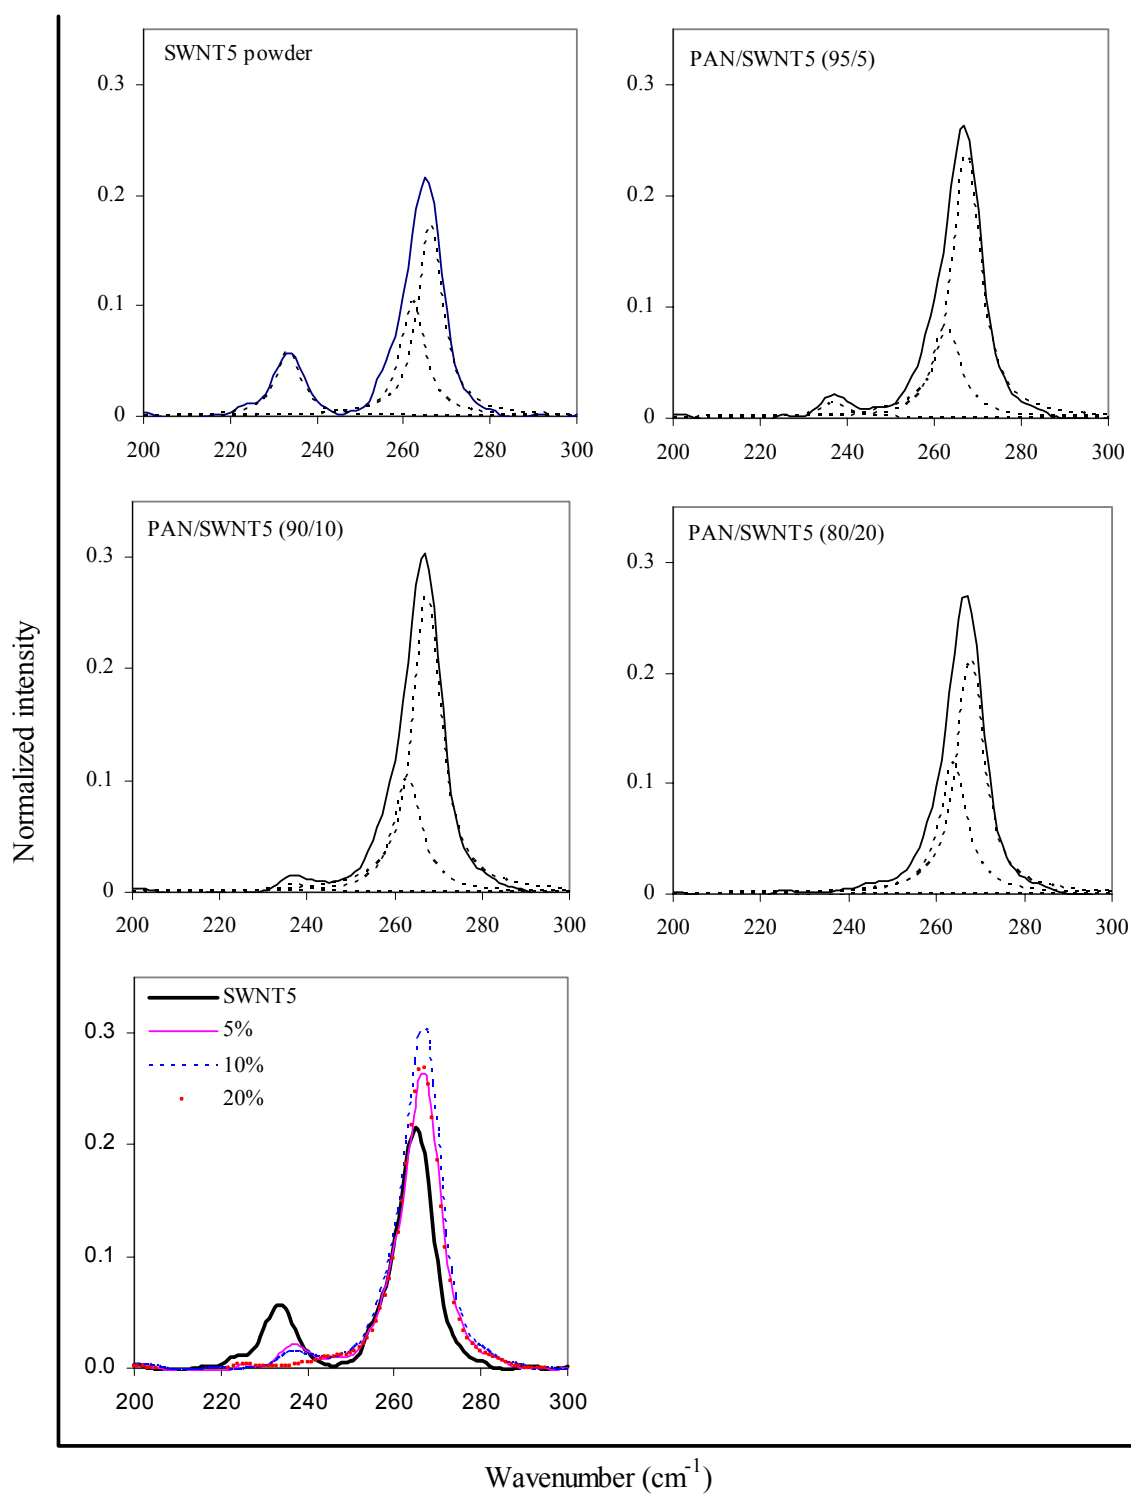 SWNT5 powder
0.3
0.2
0.1
0
200 220 240 260 280 300
PAN/SWNT5 (95/5)
0.3
0.2
0.1
0
200 220 240 260 280 300
PAN/SWNT5 (90/10)
0.3
0.2
0.1
0
200 220 240 260 280 300
PAN/SWNT5 (80/20)
0.3
0.2
0.1
0
200 220 240 260 280 300
SWNT5
5%
10%
20%
0.3
0.2
0.1
0.0
200 220 240 260 280 300
Normalized intensity
Wavenumber (cm⁻¹)